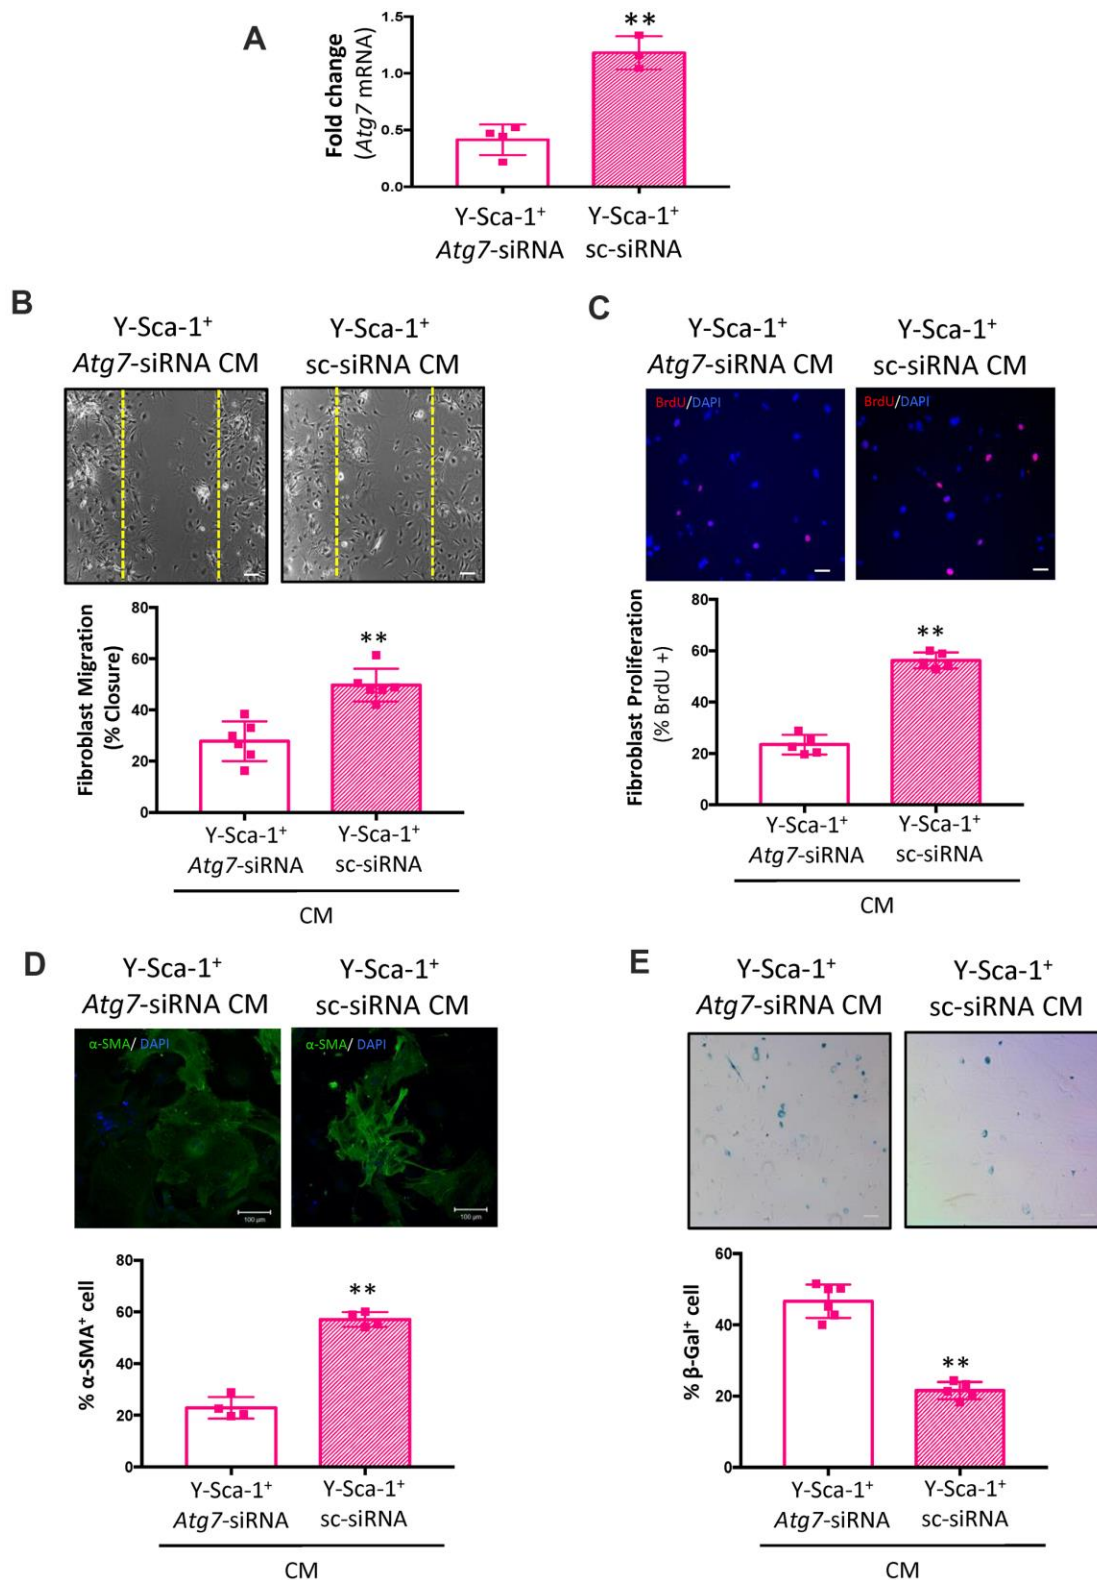 A
Fold change
(Atg7 mRNA)
1.5
1.0
0.5
0.0
**
Y-Sca-1+
Atg7-siRNA
Y-Sca-1+
sc-siRNA
B
Y-Sca-1+
Atg7-siRNA CM
Y-Sca-1+
sc-siRNA CM
Fibroblast Migration
(% Closure)
80
60
40
20
0
**
Y-Sca-1+
Atg7-siRNA
Y-Sca-1+
sc-siRNA
CM
C
Y-Sca-1+
Atg7-siRNA CM
Y-Sca-1+
sc-siRNA CM
BrdU/DAPI
BrdU/DAPI
Fibroblast Proliferation
(% BrdU +)
80
60
40
20
0
**
Y-Sca-1+
Atg7-siRNA
Y-Sca-1+
sc-siRNA
CM
D
Y-Sca-1+
Atg7-siRNA CM
Y-Sca-1+
sc-siRNA CM
α-SMA/ DAPI
100 μm
α-SMA/ DAPI
100 μm
% α-SMA+ cell
80
60
40
20
0
**
Y-Sca-1+
Atg7-siRNA
Y-Sca-1+
sc-siRNA
CM
E
Y-Sca-1+
Atg7-siRNA CM
Y-Sca-1+
sc-siRNA CM
% β-Gal+ cell
60
40
20
0
**
Y-Sca-1+
Atg7-siRNA
Y-Sca-1+
sc-siRNA
CM